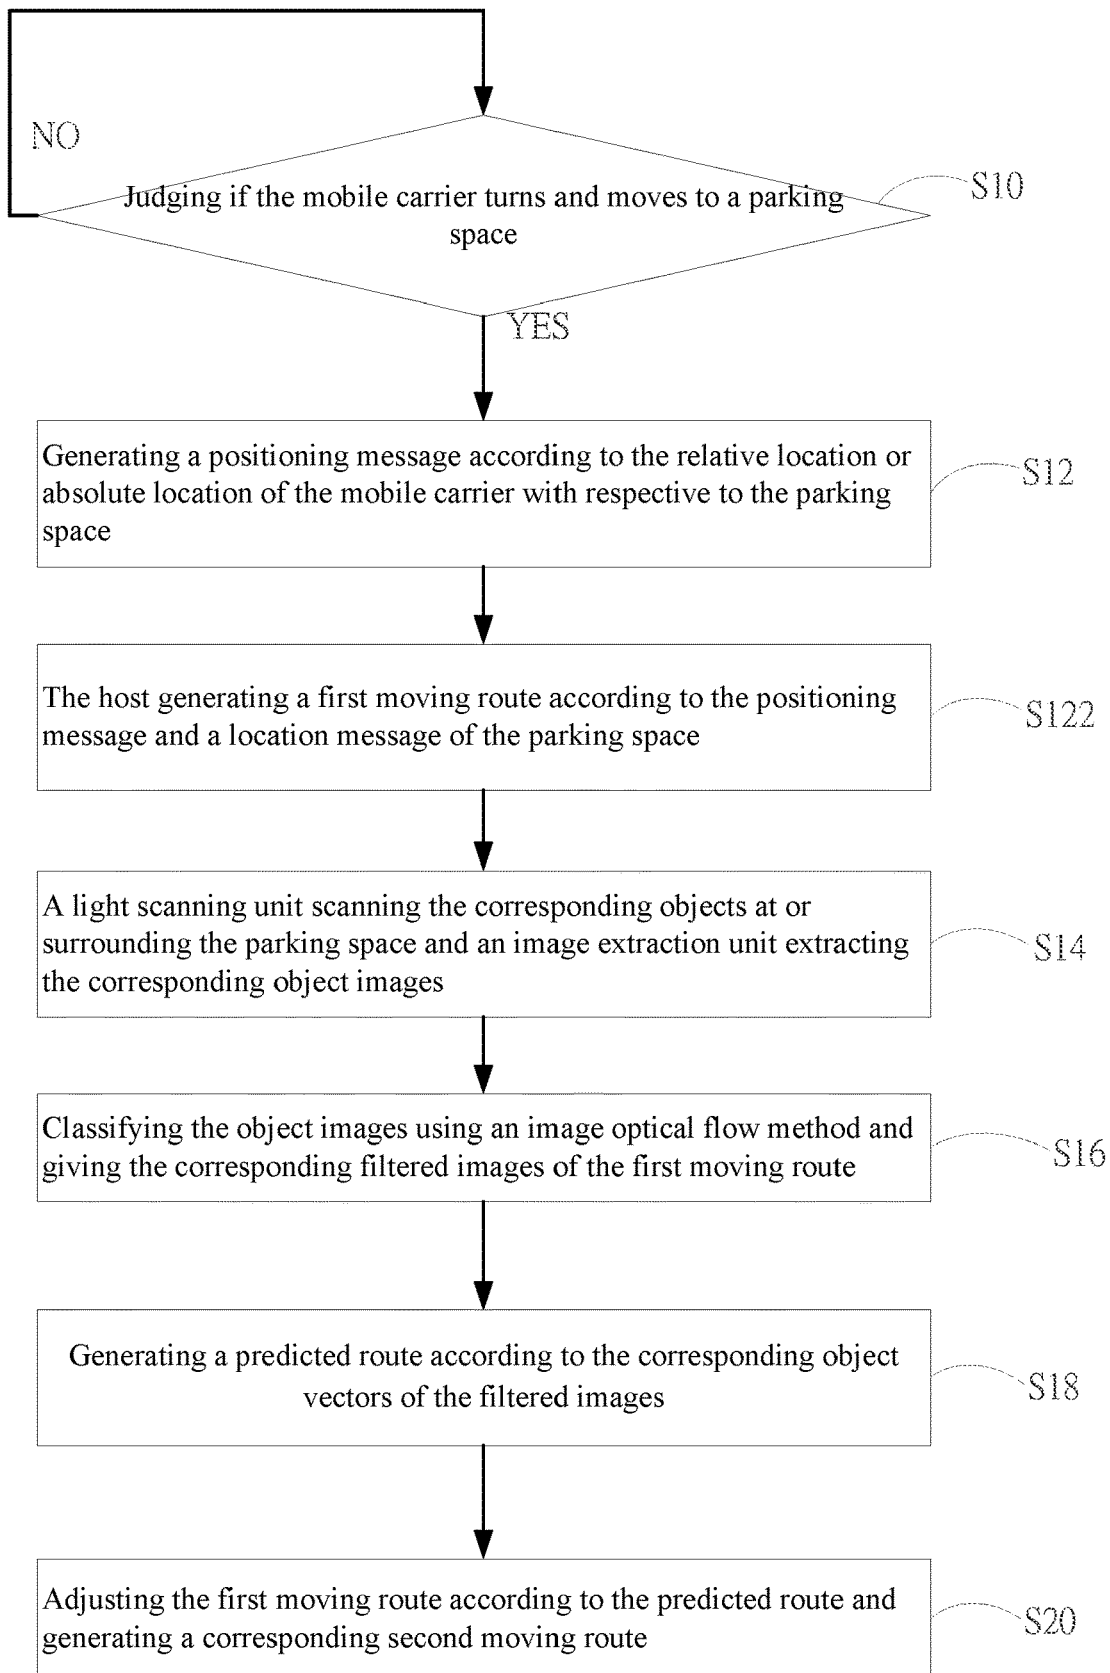 NO
Judging if the mobile carrier turns and moves to a parking
space
S10
YES
Generating a positioning message according to the relative location or
absolute location of the mobile carrier with respective to the parking
space
S12
The host generating a first moving route according to the positioning
message and a location message of the parking space
S122
A light scanning unit scanning the corresponding objects at or
surrounding the parking space and an image extraction unit extracting
the corresponding object images
S14
Classifying the object images using an image optical flow method and
giving the corresponding filtered images of the first moving route
S16
Generating a predicted route according to the corresponding object
vectors of the filtered images
S18
Adjusting the first moving route according to the predicted route and
generating a corresponding second moving route
S20